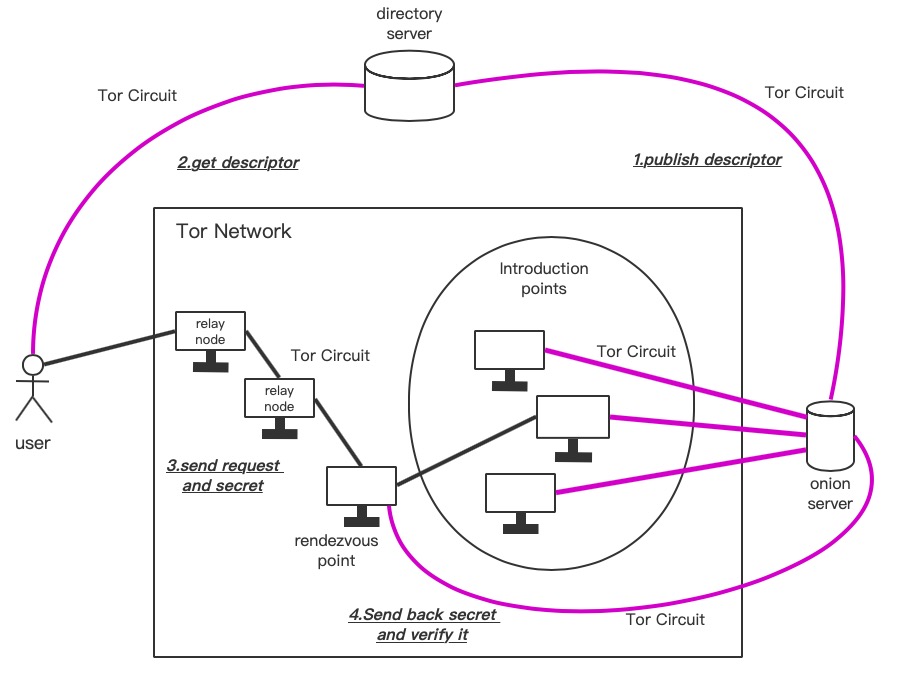 directory
server
Tor Circuit
Tor Circuit
2.get descriptor
1.publish descriptor
Tor Network
Introduction
points
relay
node
Tor Circuit
Tor Circuit
relay
node
user
3.send request
and secret
onion
server
rendezvous
point
4.Send back secret
and verify it
Tor Circuit